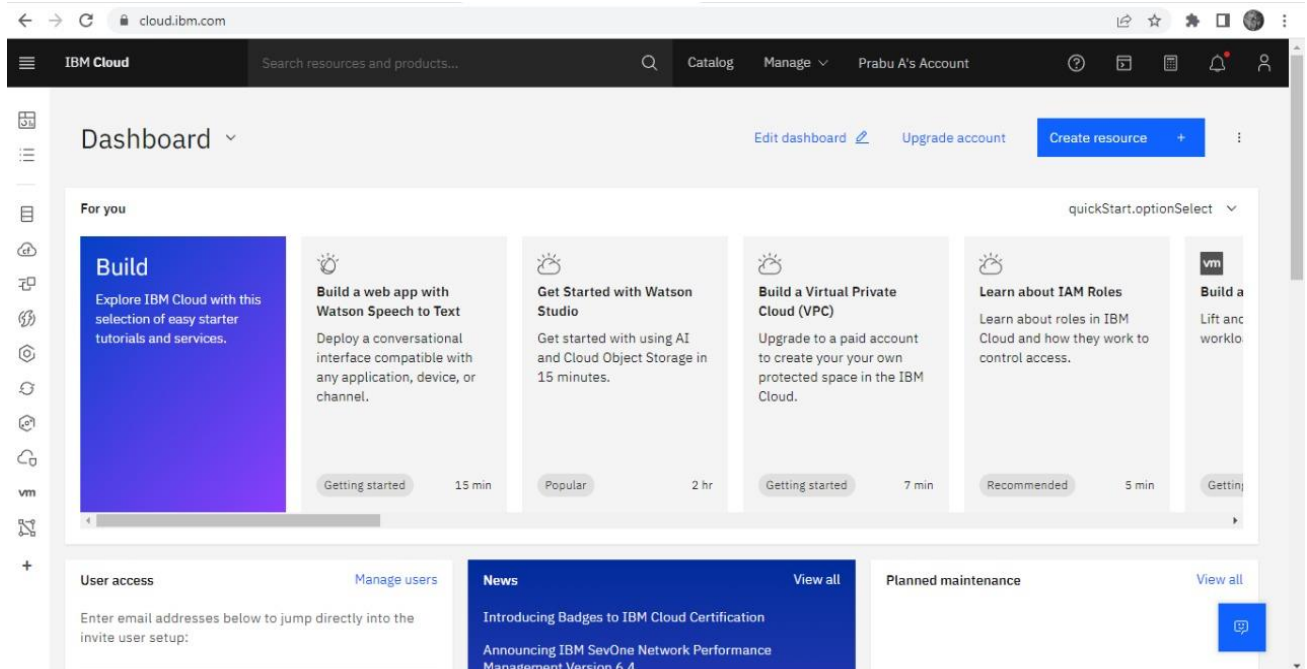 cloud.ibm.com
IBM Cloud
Search resources and products...
Catalog
Manage
Prabu A's Account
Dashboard
Edit dashboard
Upgrade account
Create resource +
For you
quickStart.optionSelect
Build
Explore IBM Cloud with this
selection of easy starter
tutorials and services.
Build a web app with
Watson Speech to Text
Deploy a conversational
interface compatible with
any application, device, or
channel.
Getting started
15 min
Get Started with Watson
Studio
Get started with using AI
and Cloud Object Storage in
15 minutes.
Popular
2 hr
Build a Virtual Private
Cloud (VPC)
Upgrade to a paid account
to create your your own
protected space in the IBM
Cloud.
Getting started
7 min
Learn about IAM Roles
Learn about roles in IBM
Cloud and how they work to
control access.
Recommended
5 min
vm
Build a
Lift and
worklo
Getting
vm
User access
Manage users
Enter email addresses below to jump directly into the
invite user setup:
News
View all
Introducing Badges to IBM Cloud Certification
Announcing IBM SevOne Network Performance
Management Version 6.4
Planned maintenance
View all